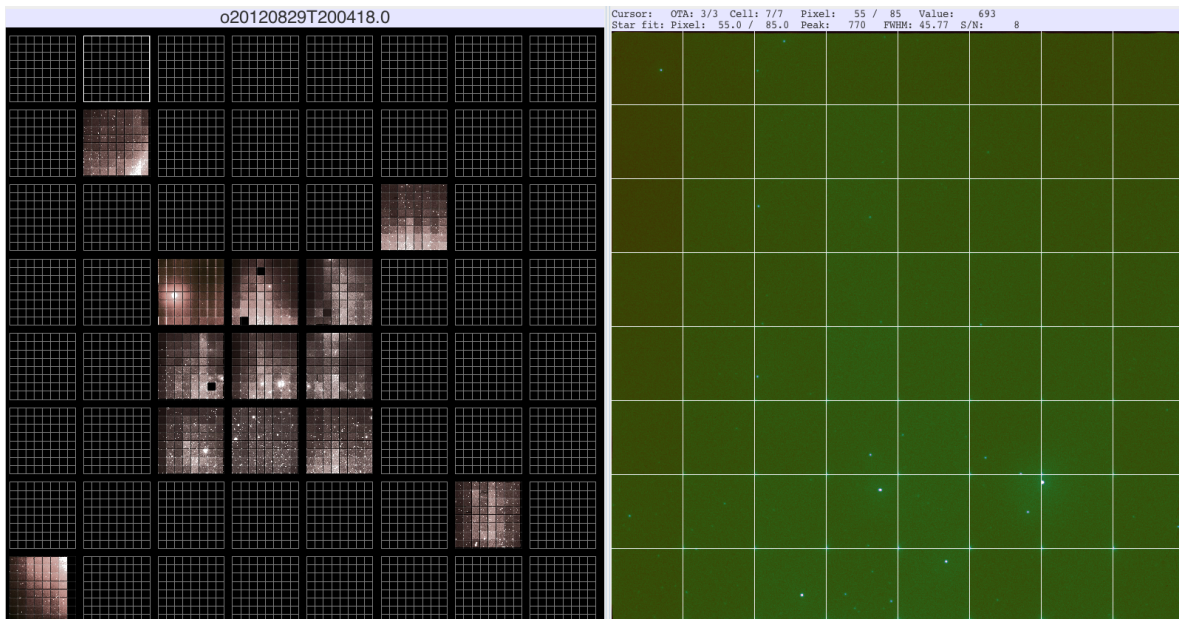 o20120829T200418.0
Cursor: OTA: 3/3 Cell: 7/7 Pixel: 55 / 85 Value: 693
Star fit: Pixel: 55.0 / 85.0 Peak: 770 FWHM: 45.77 S/N: 8